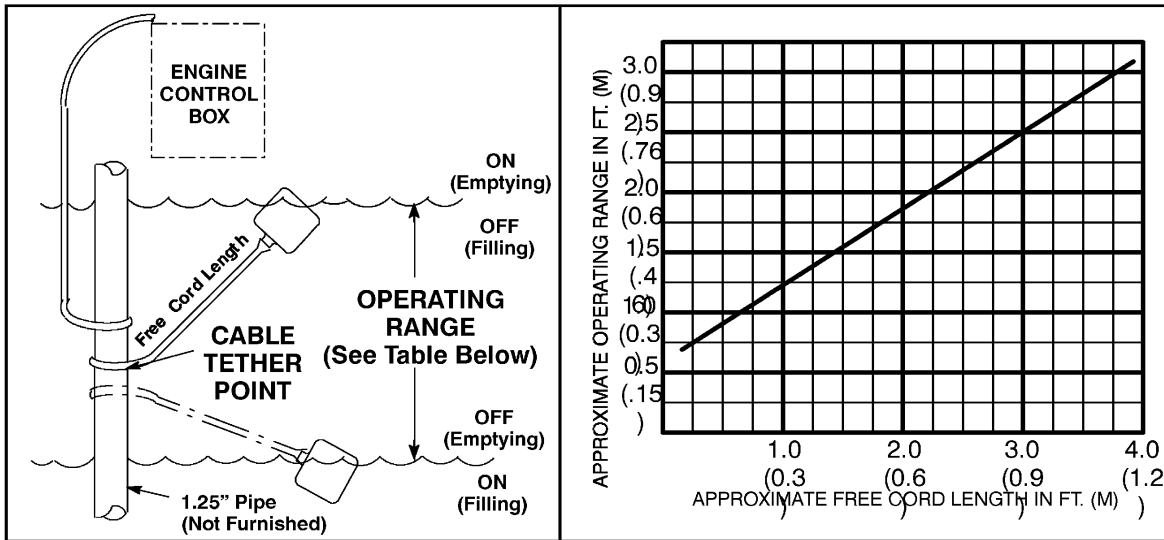 ENGINE
CONTROL
BOX
ON
(Emptying)
OFF
(Filling)
Free Cord Length
OPERATING
RANGE
(See Table Below)
CABLE
TETHER
POINT
OFF
(Emptying)
ON
(Filling)
1.25” Pipe
(Not Furnished)
APPROXIMATE OPERATING RANGE IN FT. (M)
3.0
(0.9
)
2.5
(.76
)
2.0
(0.6
)
1.5
(.4
6)
(0.3
)
0.5
(.15
)
1.0
(0.3
)
2.0
(0.6
)
3.0
(0.9
)
4.0
(1.2
)
APPROXIMATE FREE CORD LENGTH IN FT. (M)